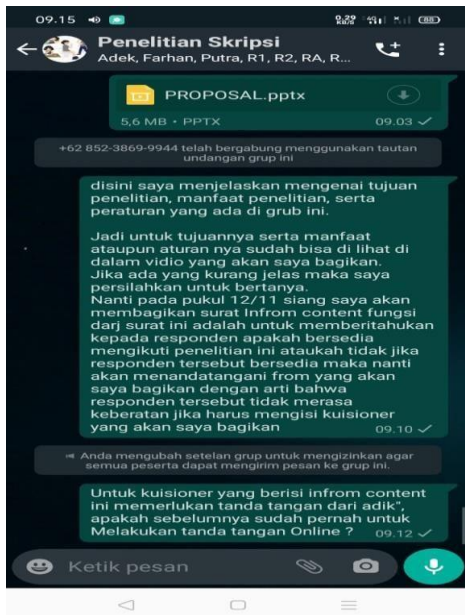 09.15
0,29 KB/S
4G
88
Penelitian Skripsi
Adek, Farhan, Putra, R1, R2, RA, R...
PROPOSAL.pptx
5,6 MB • PPTX 09.03
+62 852-3869-9944 telah bergabung menggunakan tautan
undangan grup ini
disini saya menjelaskan mengenai tujuan
penelitian, manfaat penelitian, serta
peraturan yang ada di grub ini.
Jadi untuk tujuannya serta manfaat
ataupun aturan nya sudah bisa di lihat di
dalam vidio yang akan saya bagikan.
Jika ada yang kurang jelas maka saya
persilahkan untuk bertanya.
Nanti pada pukul 12/11 siang saya akan
membagikan surat Infrom content fungsi
darj surat ini adalah untuk memberitahukan
kepada responden apakah bersedia
mengikuti penelitian ini ataukah tidak jika
responden tersebut bersedia maka nanti
akan menandatangani from yang akan
saya bagikan dengan arti bahwa
responden tersebut tidak merasa
keberatan jika harus mengisi kuisioner
yang akan saya bagikan 09.10
Anda mengubah setelan grup untuk mengizinkan agar
semua peserta dapat mengirim pesan ke grup ini.
Untuk kuisioner yang berisi infrom content
ini memerlukan tanda tangan dari adik",
apakah sebelumnya sudah pernah untuk
Melakukan tanda tangan Online ? 09.12
Ketik pesan